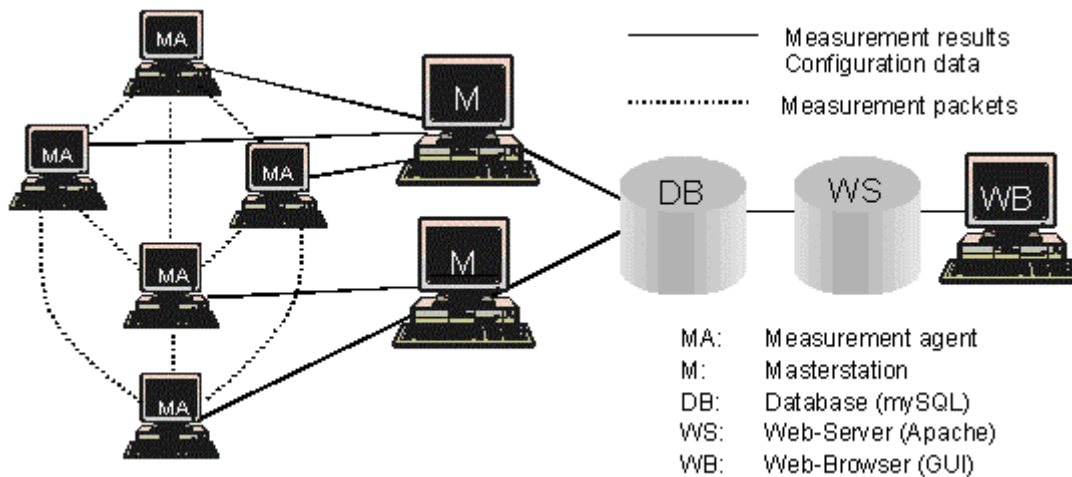 MA
MA
MA
MA
MA
M
M
DB
WS
WB
Measurement results
Configuration data
Measurement packets
MA: Measurement agent
M: Masterstation
DB: Database (mySQL)
WS: Web-Server (Apache)
WB: Web-Browser (GUI)